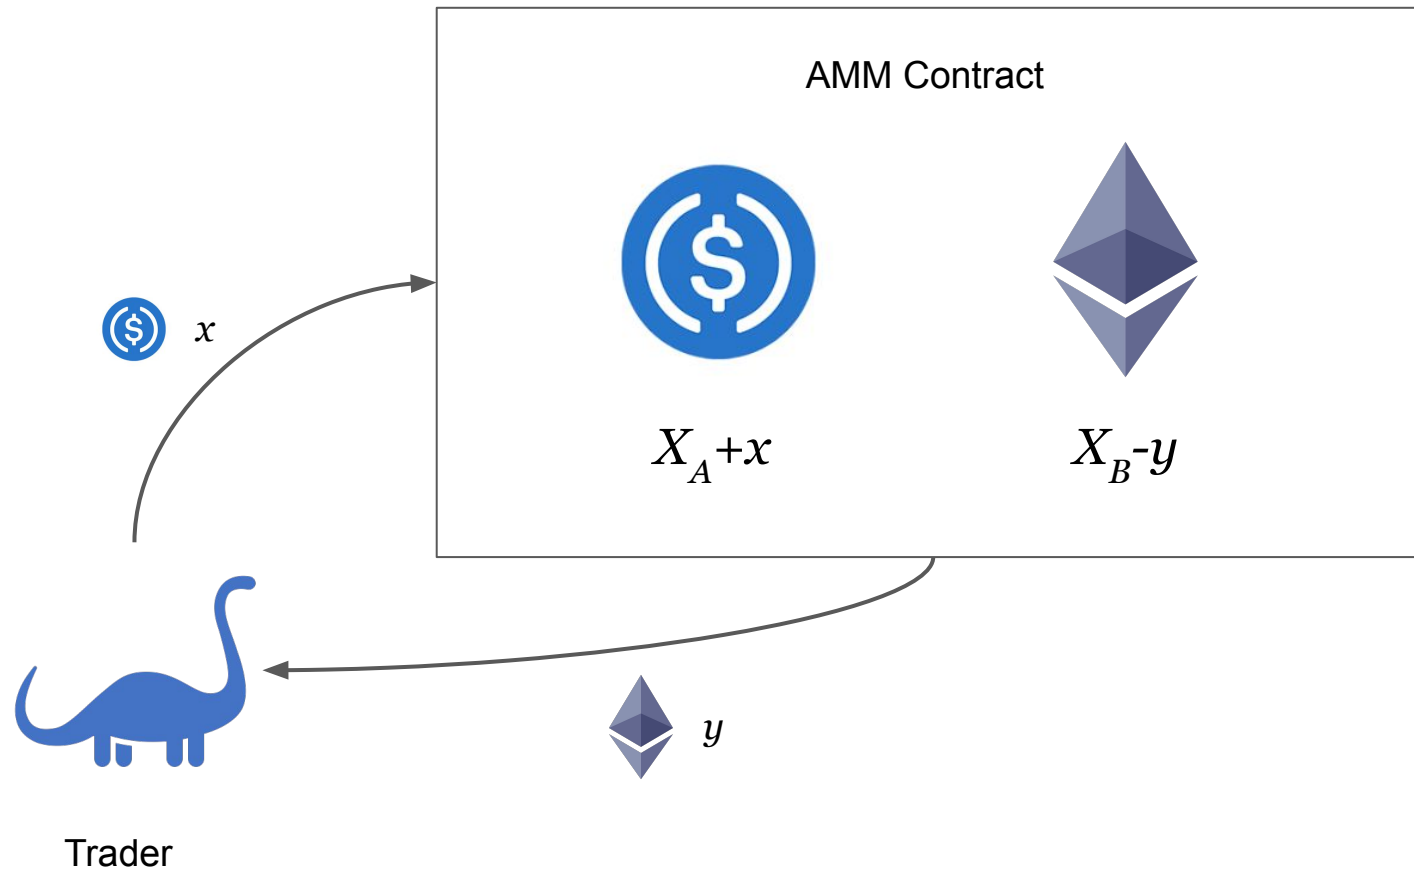 AMM Contract
$
$ x
X_A+x
X_B-y
y
Trader